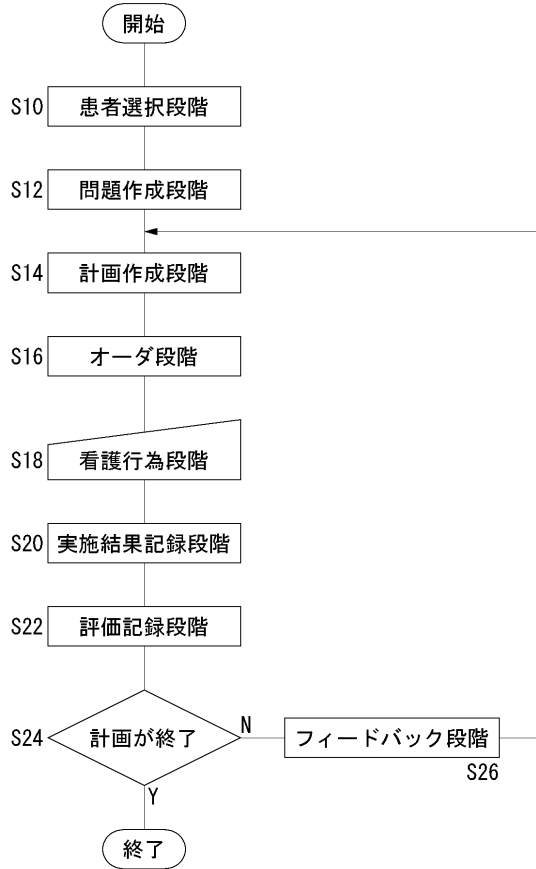 開始
S10 患者選択段階
S12 問題作成段階
S14 計画作成段階
S16 オーダ段階
S18 看護行為段階
S20 実施結果記録段階
S22 評価記録段階
S24 計画が終了 N フィードバック段階
S26
Y
終了